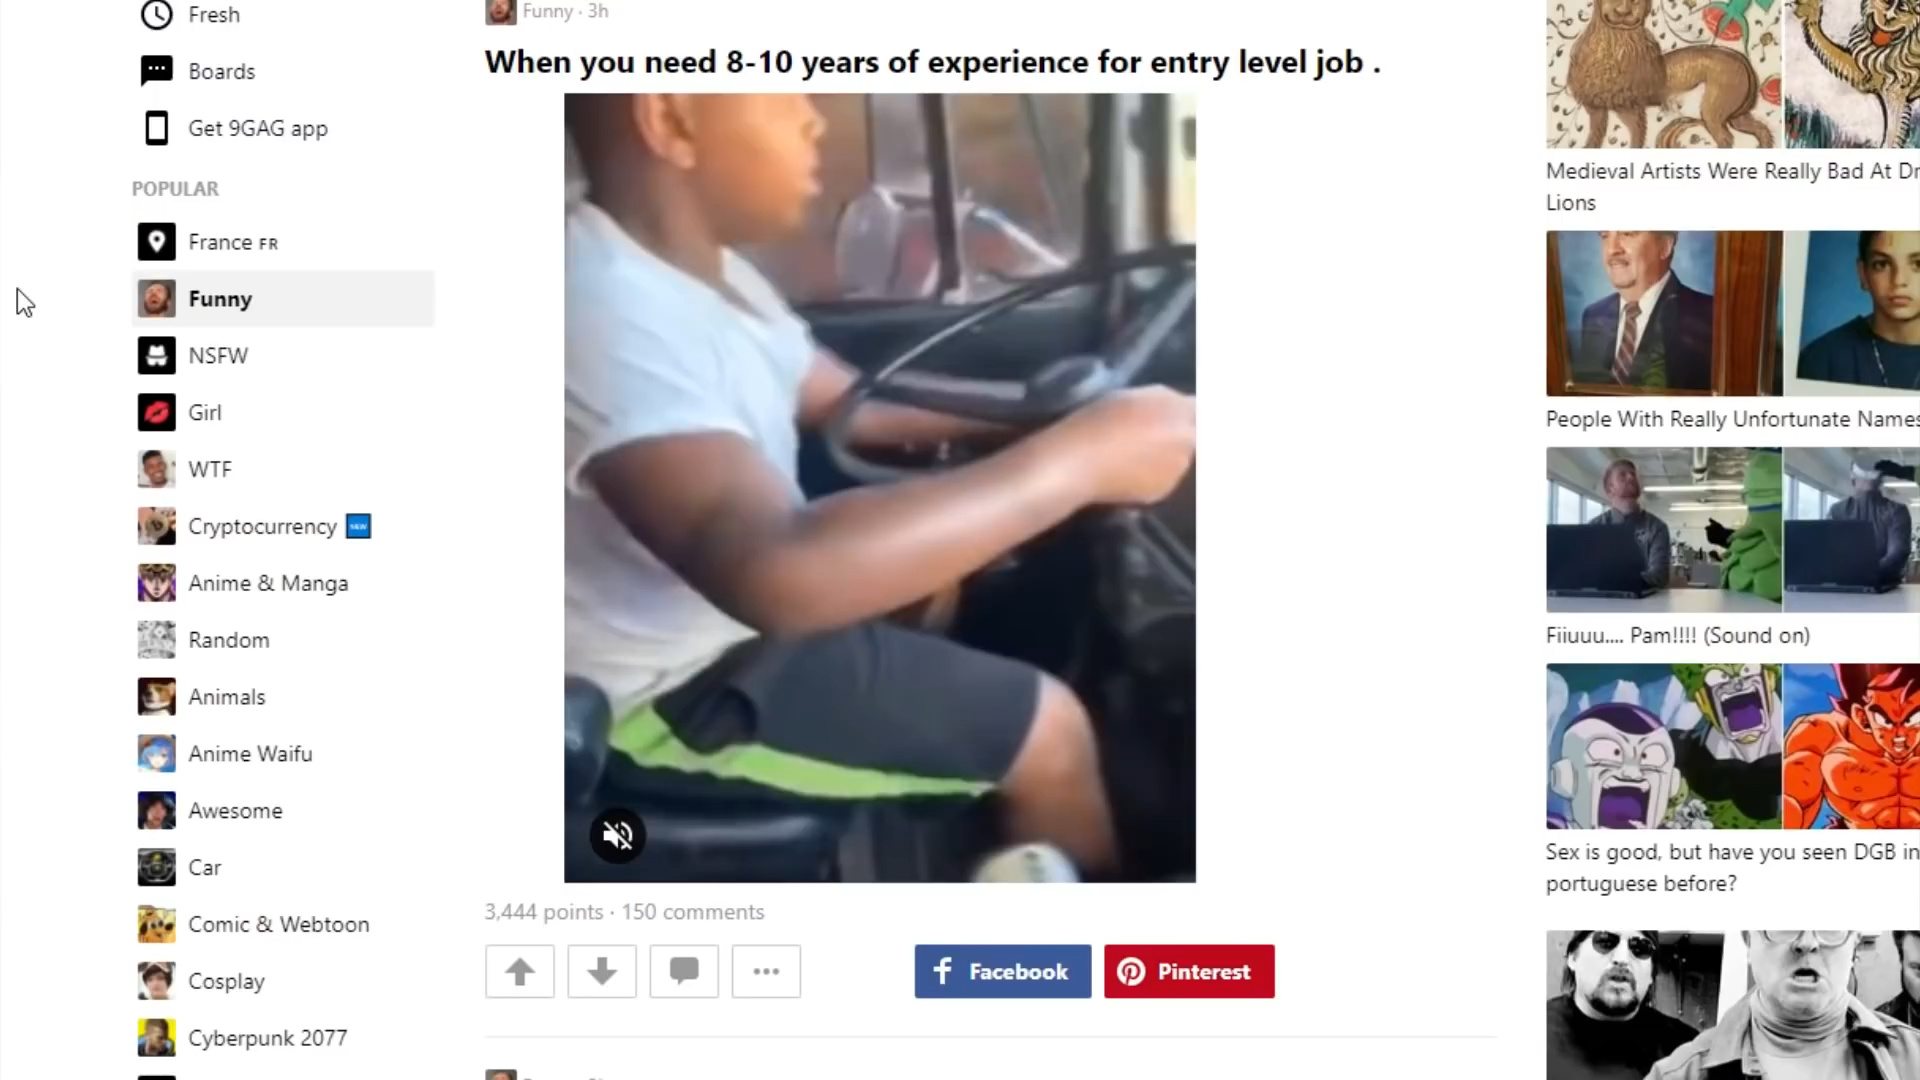 Fresh
Boards
Get 9GAG app
POPULAR
France FR
Funny
NSFW
Girl
WTF
Cryptocurrency NEW
Anime & Manga
Random
Animals
Anime Waifu
Awesome
Car
Comic & Webtoon
Cosplay
Cyberpunk 2077
Funny · 3h
When you need 8-10 years of experience for entry level job .
3,444 points · 150 comments
Facebook
Pinterest
Medieval Artists Were Really Bad At
Lions
People With Really Unfortunate Names
Fiiuuu.... Pam!!!! (Sound on)
Sex is good, but have you seen DGB in
portuguese before?